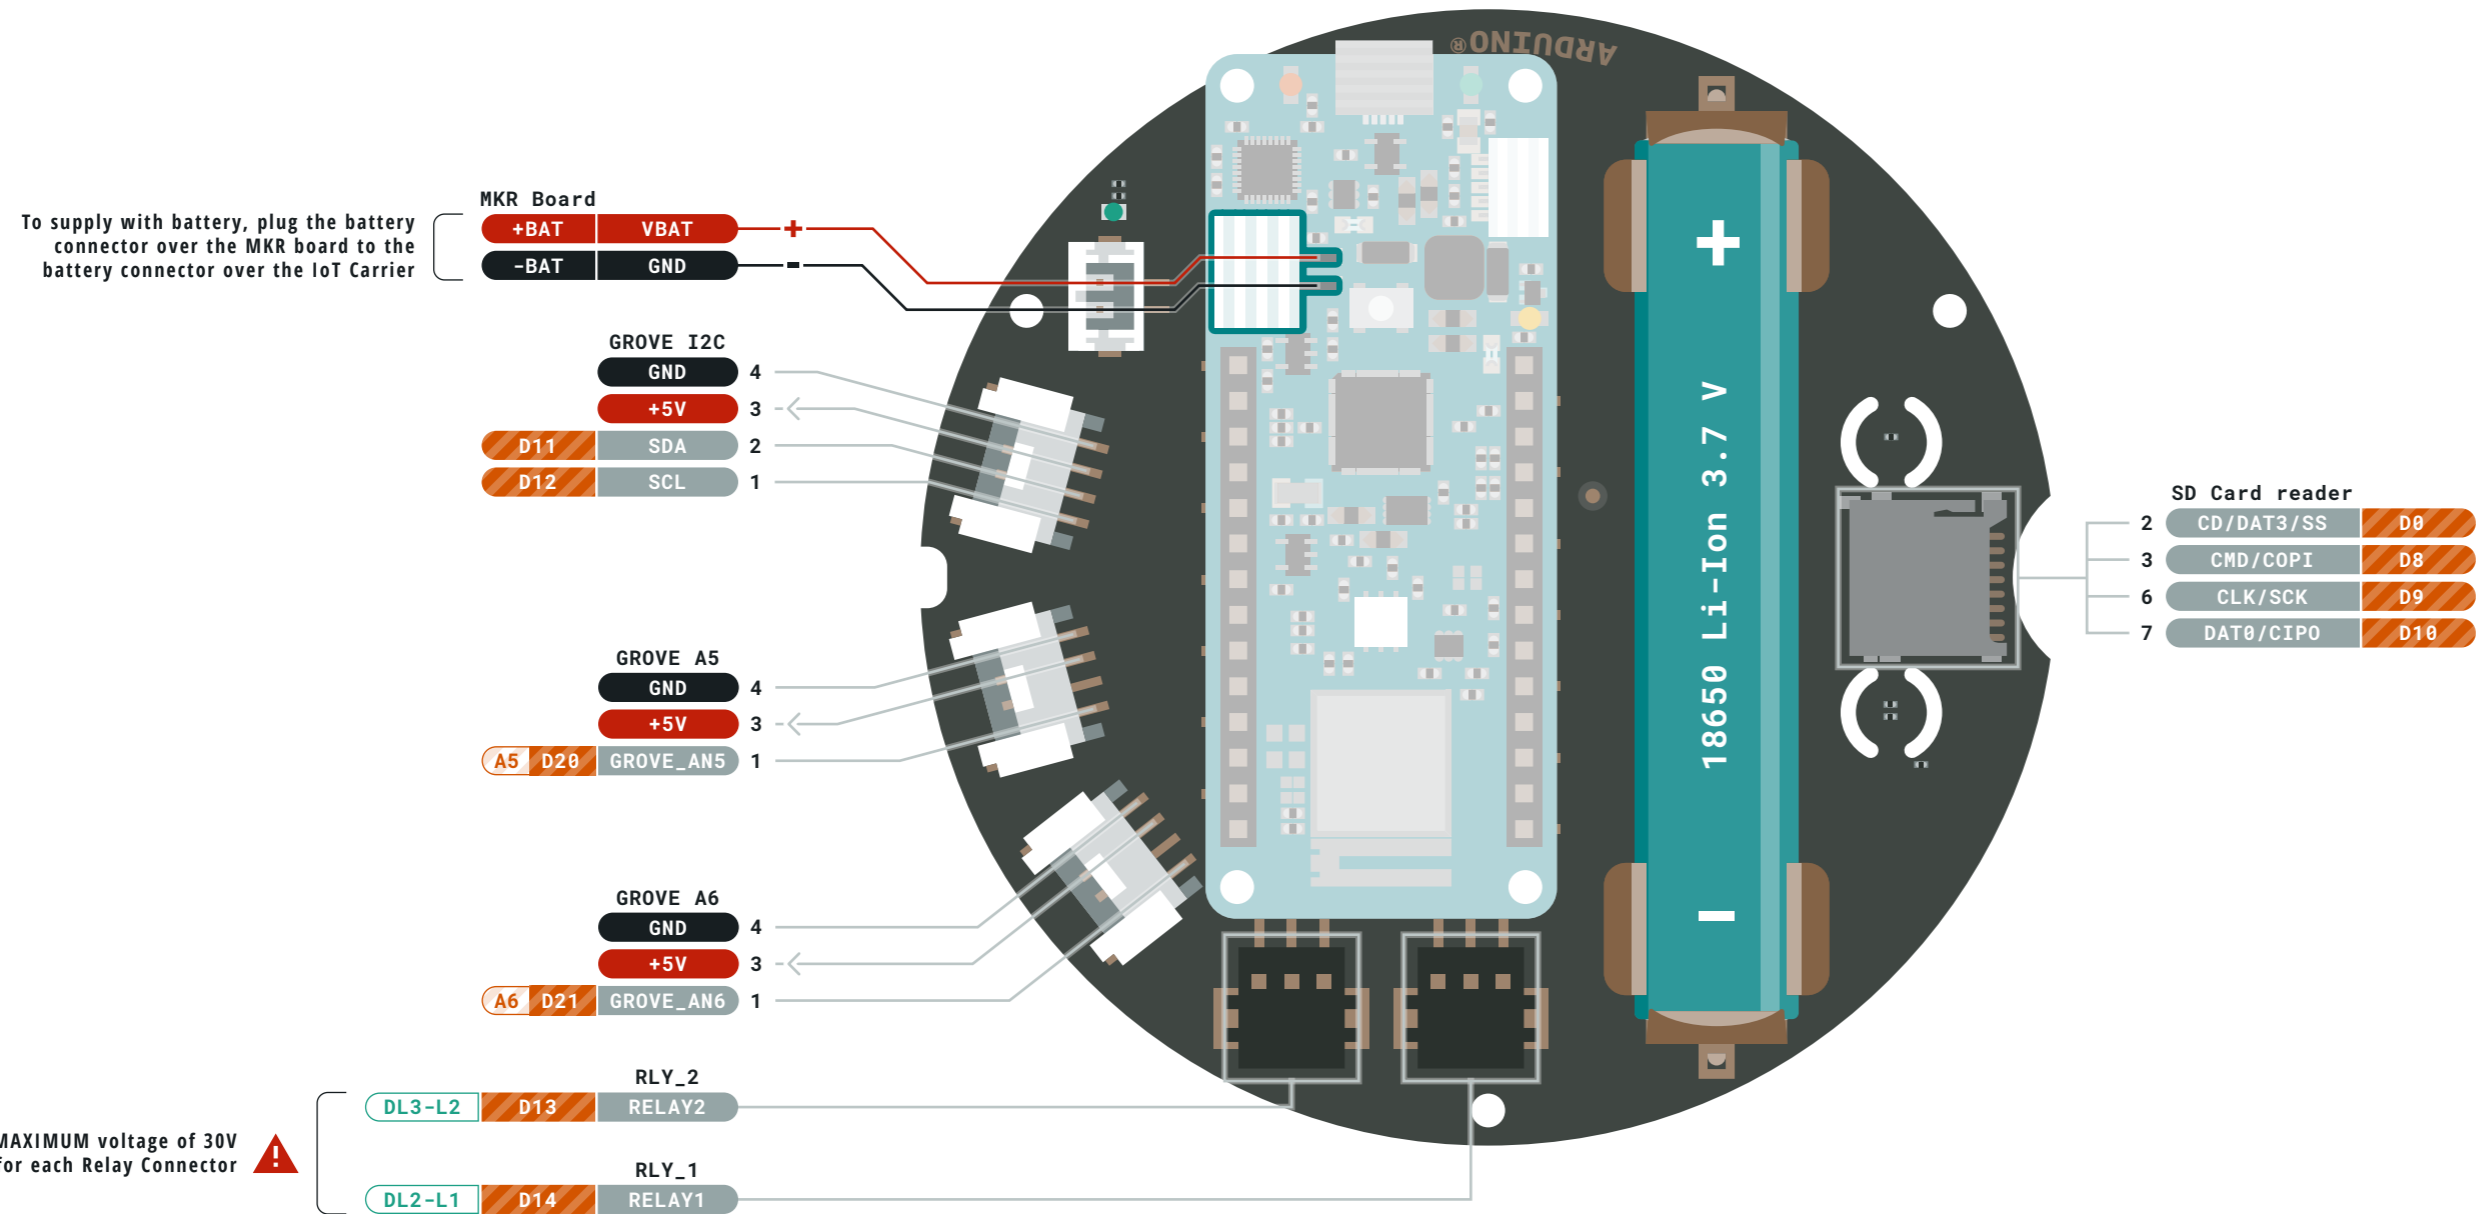 ARDUINO®
MKR Board
To supply with battery, plug the battery
connector over the MKR board to the
battery connector over the IoT Carrier
+BAT VBAT +
-BAT GND -
GROVE I2C
GND 4
+5V 3
D11 SDA 2
D12 SCL 1
GROVE A5
GND 4
+5V 3
A5 D20 GROVE_AN5 1
GROVE A6
GND 4
+5V 3
A6 D21 GROVE_AN6 1
RLY_2
DL3-L2 D13 RELAY2
MAXIMUM voltage of 30V
for each Relay Connector
!
RLY_1
DL2-L1 D14 RELAY1
+
18650 Li-Ion 3.7 V
-
SD Card reader
2 CD/DAT3/SS D0
3 CMD/COPI D8
6 CLK/SCK D9
7 DAT0/CIPO D10